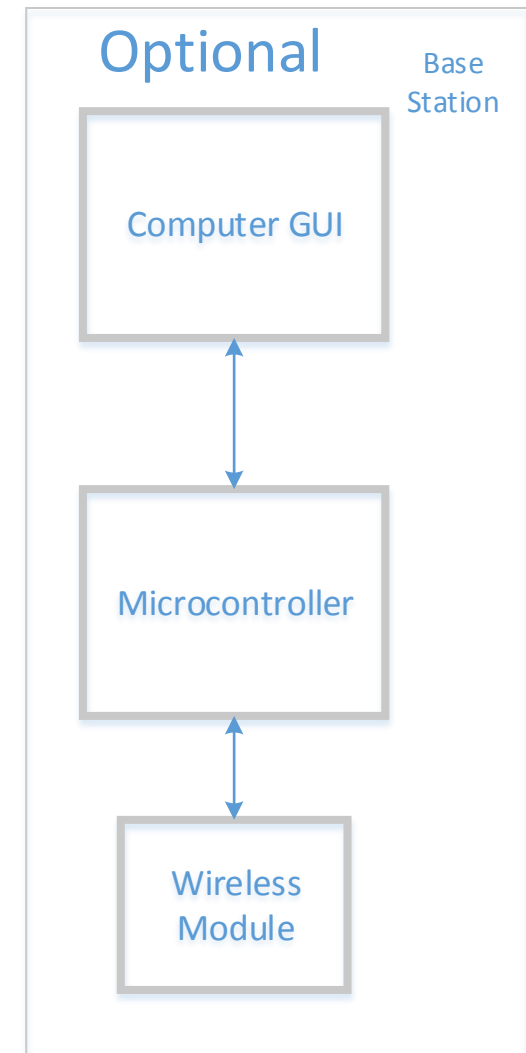 Optional
Base
Station
Computer GUI
Microcontroller
Wireless
Module